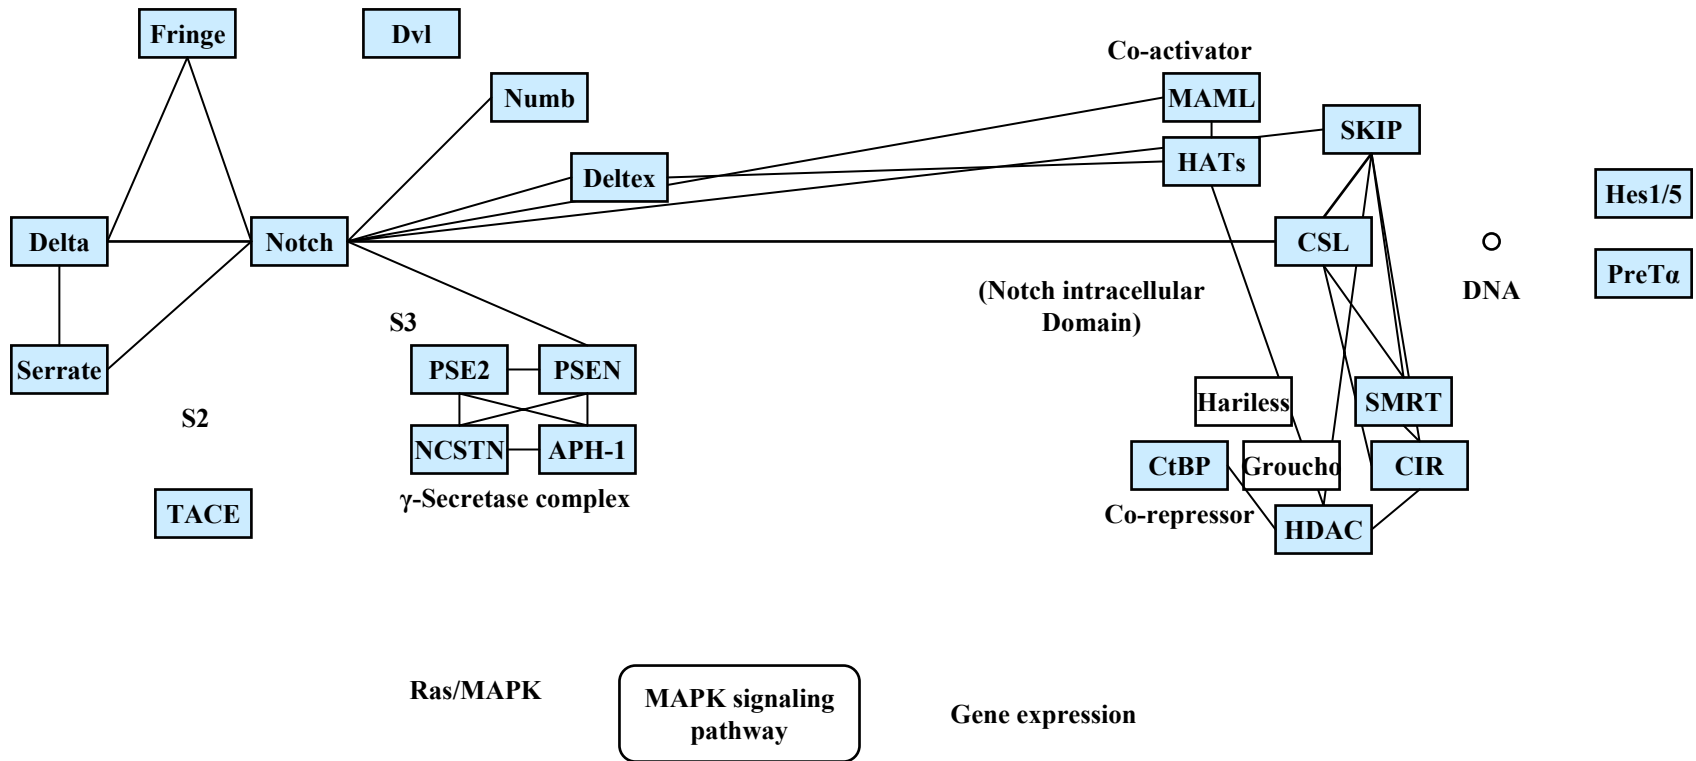 Fringe
Dvl
Co-activator
Numb
MAML
SKIP
HATs
Deltex
Hes1/5
Delta
Notch
CSL
PreTα
(Notch intracellular
Domain)
DNA
S3
Serrate
PSE2
PSEN
Hariless
SMRT
S2
NCSTN
APH-1
CtBP
Groucho
CIR
γ-Secretase complex
TACE
Co-repressor
HDAC
Ras/MAPK
MAPK signaling
pathway
Gene expression